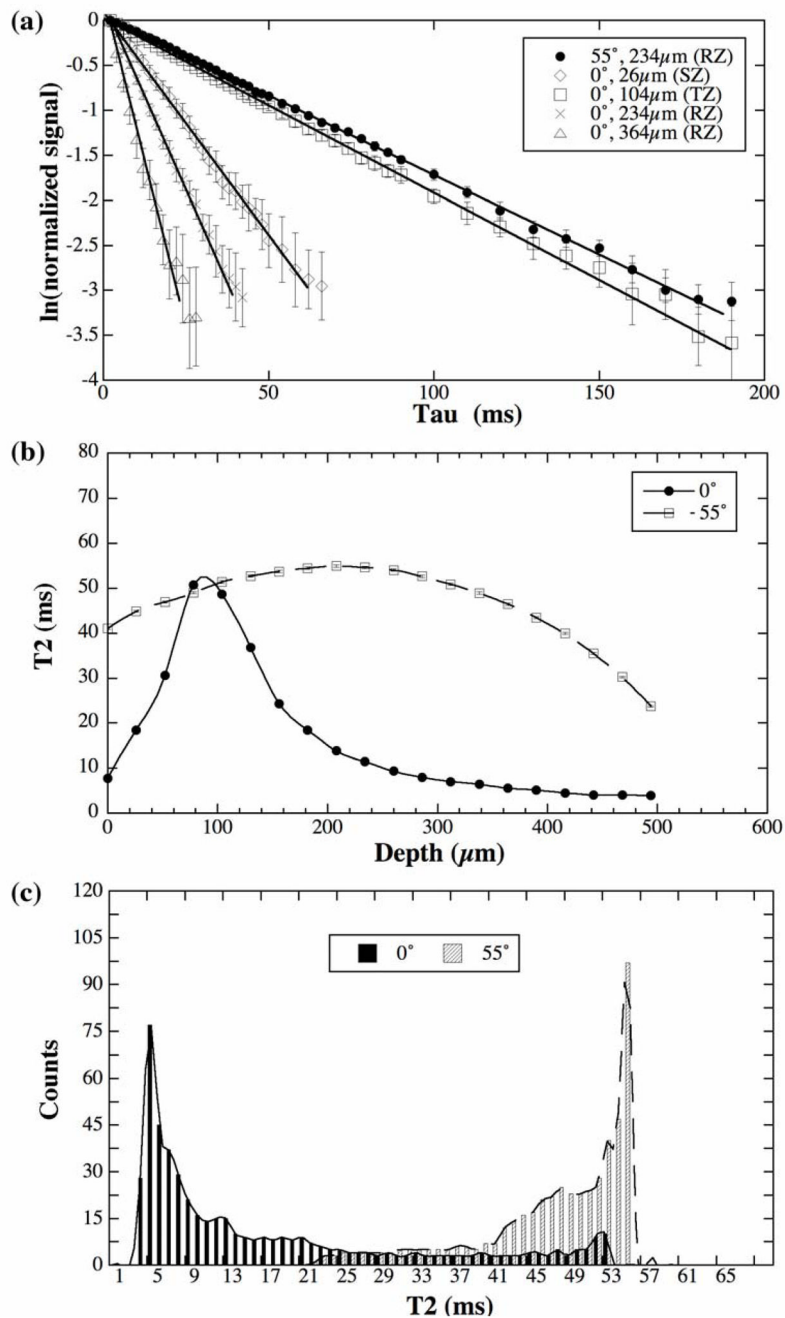 (a)
ln(normalized signal)
0
-0.5
-1
-1.5
-2
-2.5
-3
-3.5
-4
55˚, 234µm (RZ)
0˚, 26µm (SZ)
0˚, 104µm (TZ)
0˚, 234µm (RZ)
0˚, 364µm (RZ)
0 50 100 150 200
Tau (ms)
(b)
T2 (ms)
80
70
60
50
40
30
20
10
0
0˚
- 55˚
0 100 200 300 400 500 600
Depth (µm)
(c)
Counts
120
105
90
75
60
45
30
15
0
0˚ 55˚
1 5 9 13 17 21 25 29 33 37 41 45 49 53 57 61 65
T2 (ms)